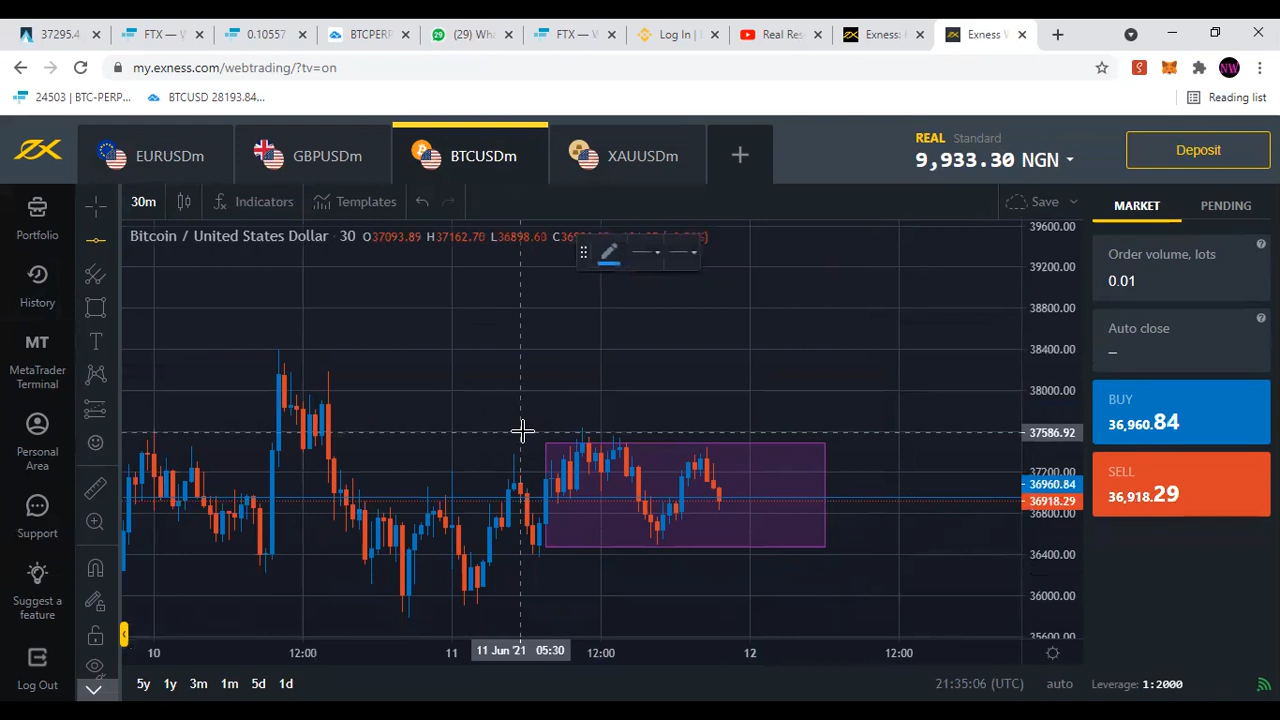 37295.4
FTX — W
0.10557
BTCPERP
(29) Wha
FTX — W
Log In |
Real Res
Exness:
Exness W
my.exness.com/webtrading/?tv=on
24503 | BTC-PERP...
BTCUSD 28193.84...
Reading list
EURUSDm
GBPUSDm
BTCUSDm
XAUUSDm
REAL Standard
9,933.30 NGN
Deposit
30m
Indicators
Templates
Save
MARKET
PENDING
Portfolio
History
MT
MetaTrader
Terminal
Personal
Area
Support
Suggest a
feature
Log Out
Bitcoin / United States Dollar · 30 O37093.89 H37162.70 L36898.60
39600.00
39200.00
38800.00
38400.00
38000.00
37586.92
37200.00
36960.84
36918.29
36800.00
36400.00
36000.00
35600.00
10
12:00
11
11 Jun '21 05:30
12:00
12
12:00
5y
1y
3m
1m
5d
1d
21:35:06 (UTC)
auto
Order volume, lots
0.01
Auto close
–
BUY
36,960.84
SELL
36,918.29
Leverage: 1:2000